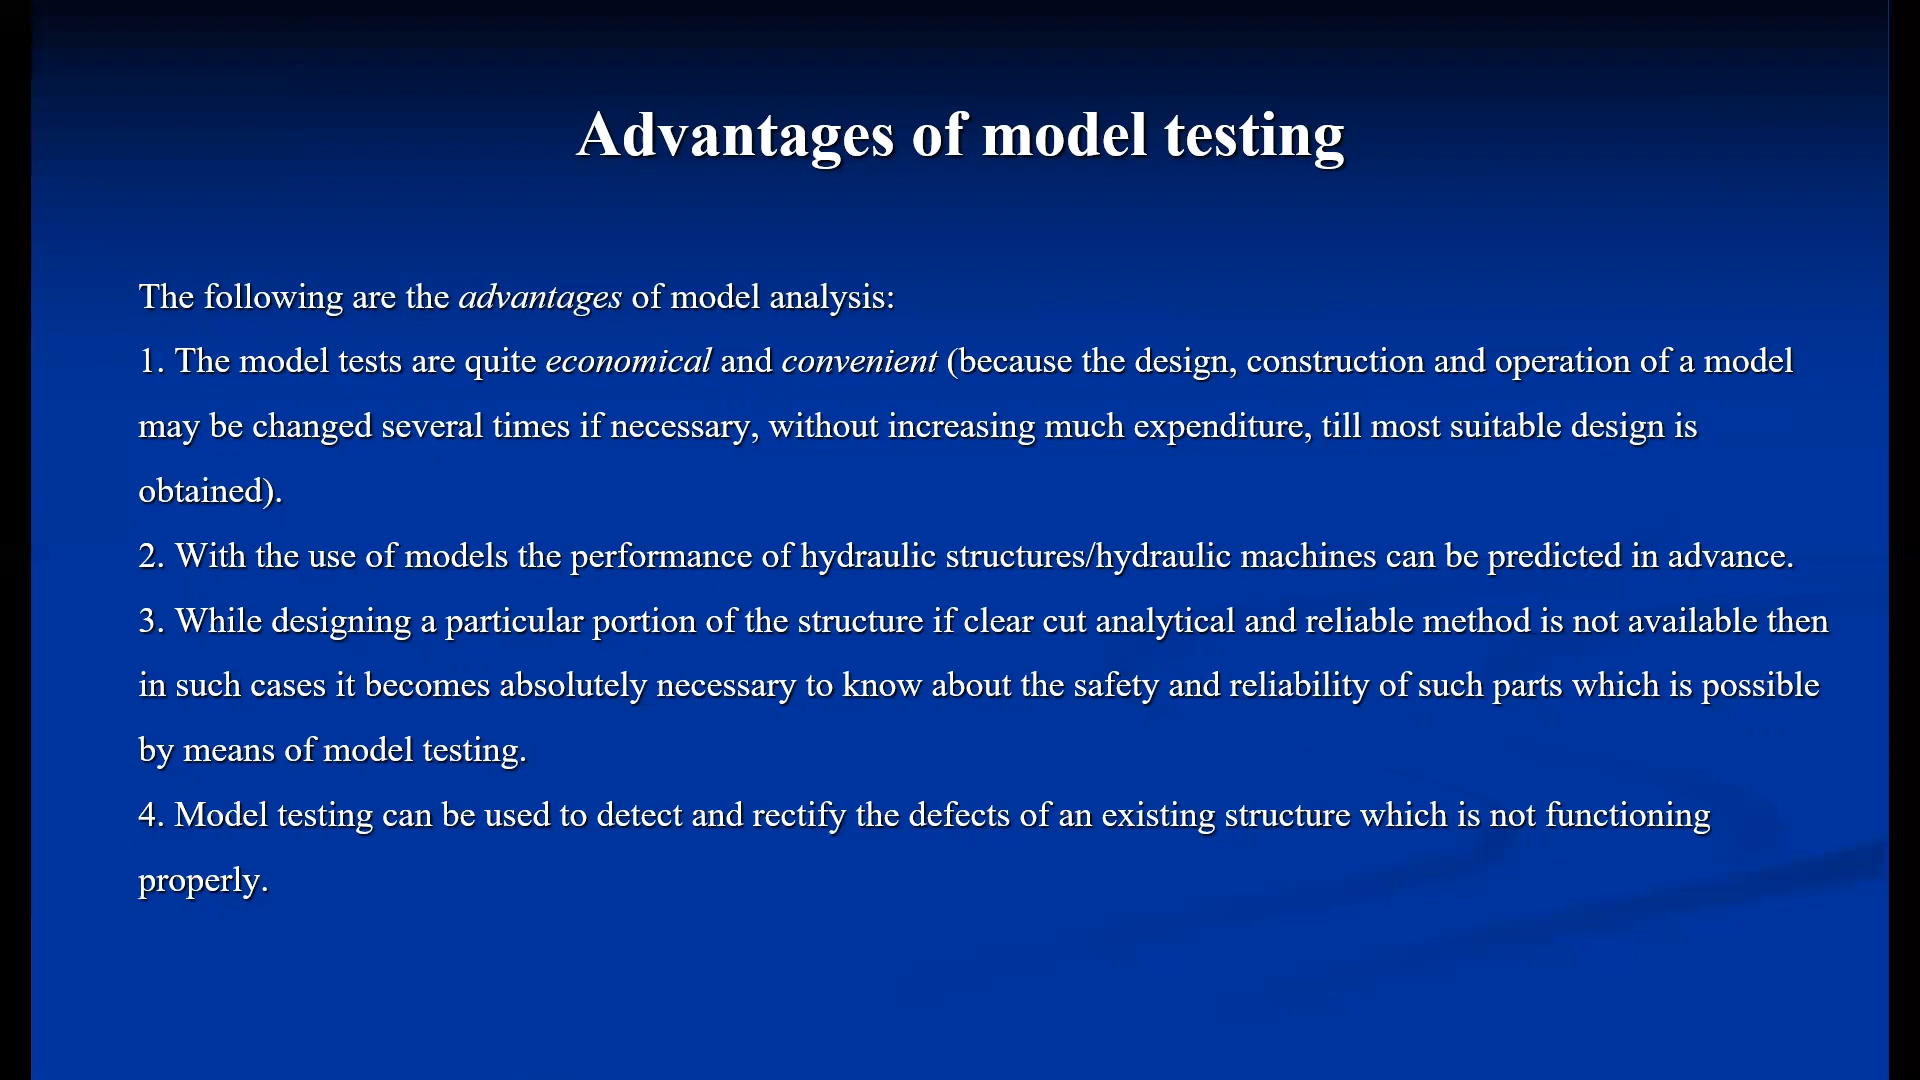 Advantages of model testing
The following are the advantages of model analysis:
1. The model tests are quite economical and convenient (because the design, construction and operation of a model
may be changed several times if necessary, without increasing much expenditure, till most suitable design is
obtained).
2. With the use of models the performance of hydraulic structures/hydraulic machines can be predicted in advance.
3. While designing a particular portion of the structure if clear cut analytical and reliable method is not available then
in such cases it becomes absolutely necessary to know about the safety and reliability of such parts which is possible
by means of model testing.
4. Model testing can be used to detect and rectify the defects of an existing structure which is not functioning
properly.